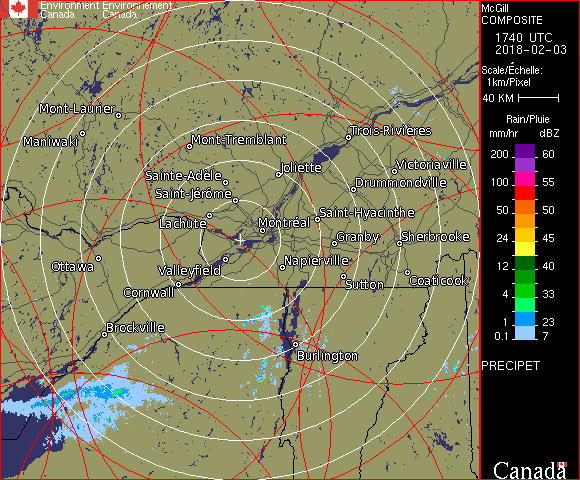 Environment Environnement
Canada Canada
Mont-Laurier
Maniwaki
Mont-Tremblant
Trois-Rivières
Joliette
Victoriaville
Sainte-Adèle
Drummondville
Saint-Jérôme
Lachute
Montréal
Saint-Hyacinthe
Granby
Sherbrooke
Ottawa
Valleyfield
Napierville
Sutton
Coaticook
Cornwall
Brockville
Burlington
McGill
COMPOSITE
1740 UTC
2018-02-03
Scale/Échelle:
1km/Pixel
40 KM
Rain/Pluie
mm/hr dBZ
200 60
100 55
50 50
24 45
12 40
4 33
1 23
0.1 7
PRECIPET
Canada